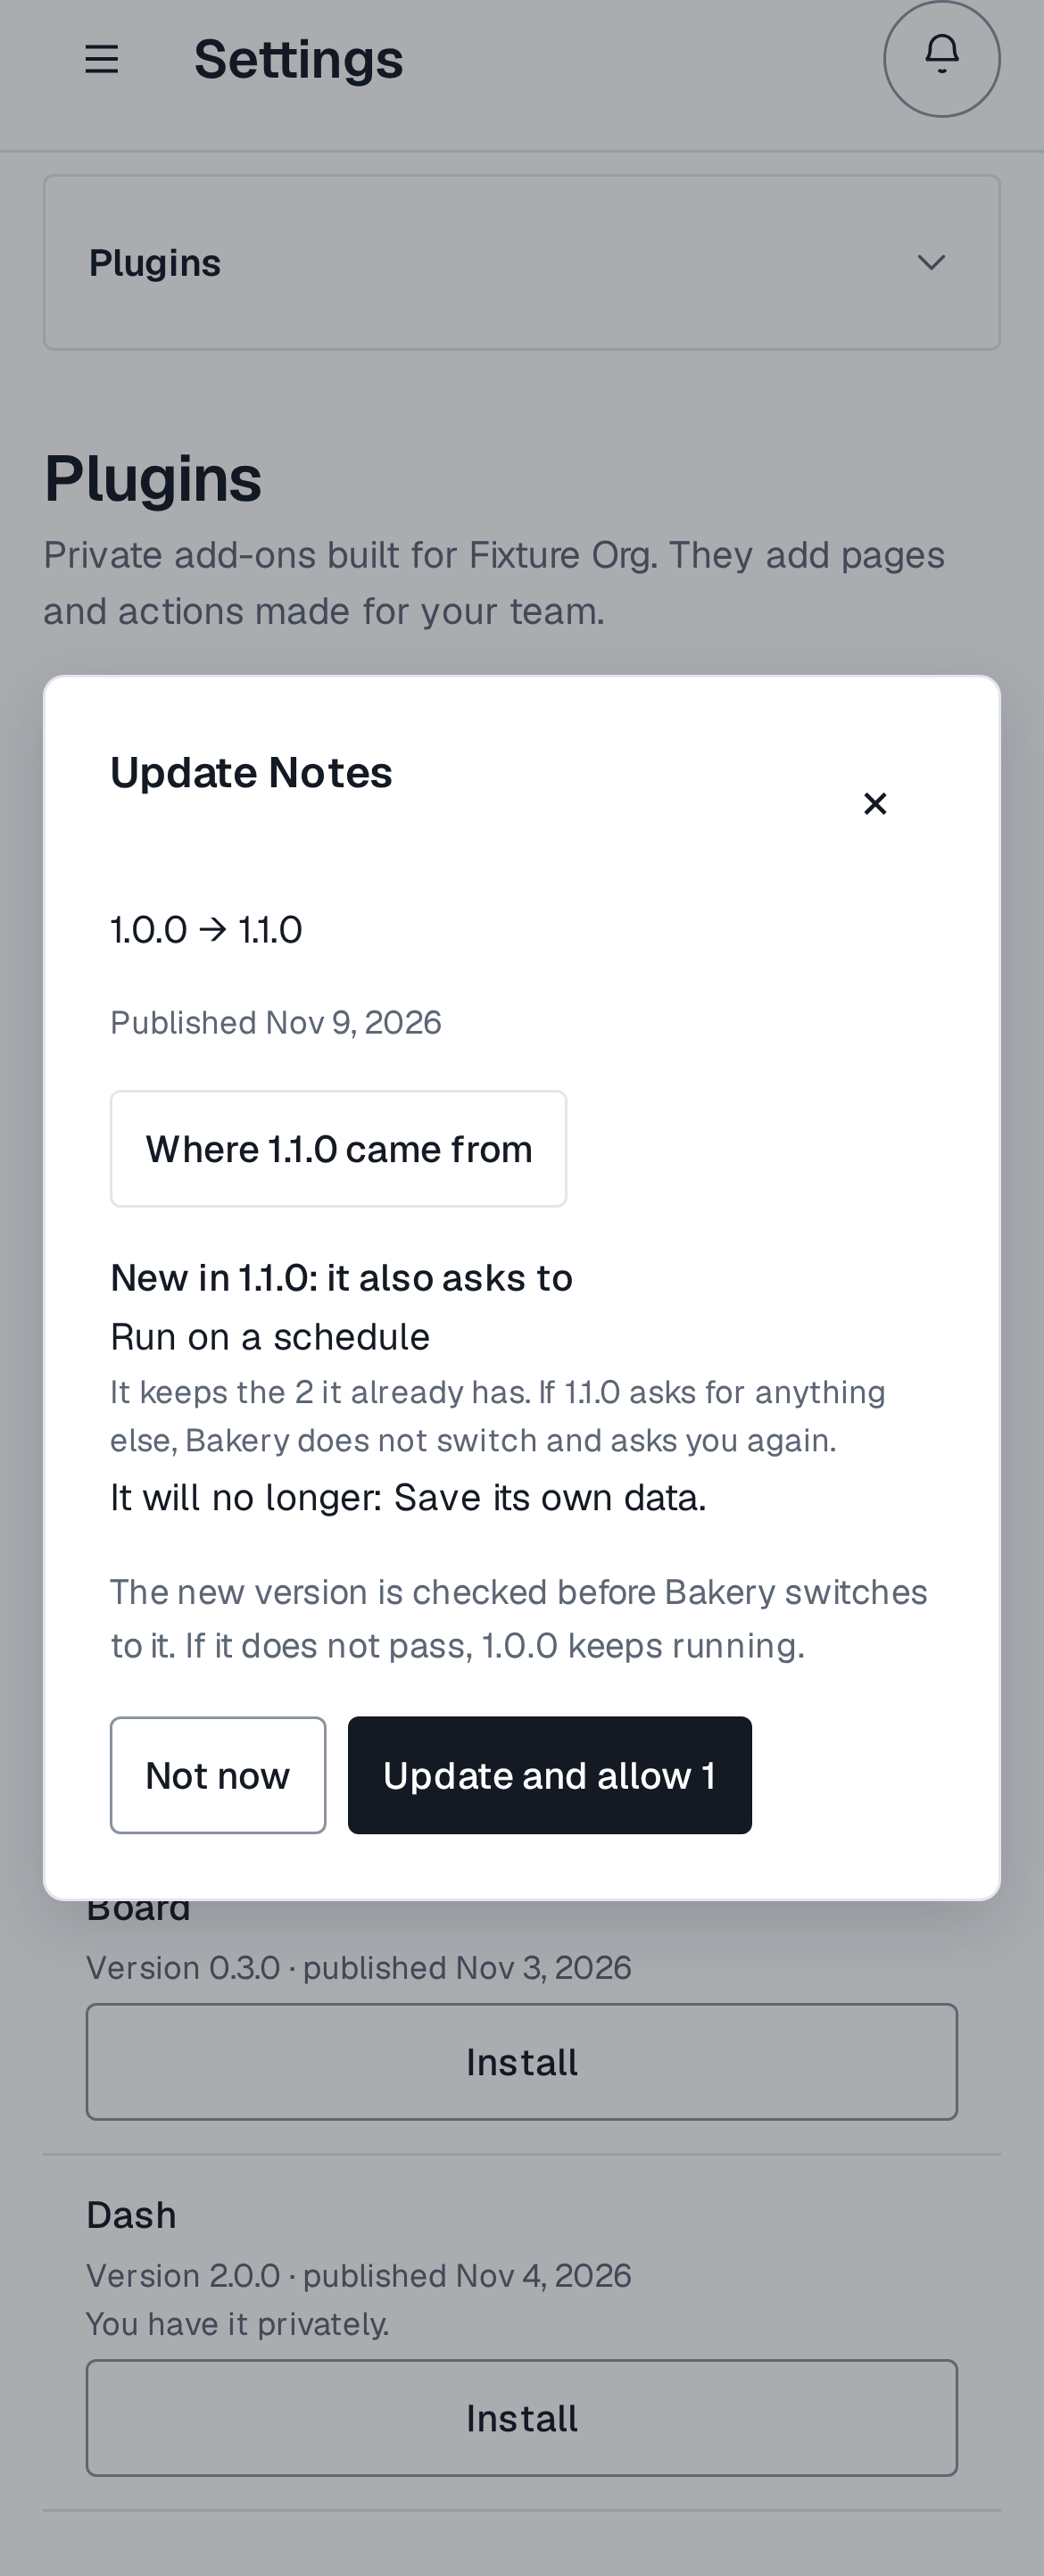 Settings
Plugins
Plugins
Private add-ons built for Fixture Org. They add pages
and actions made for your team.
Update Notes
1.0.0 → 1.1.0
Published Nov 9, 2026
Where 1.1.0 came from
New in 1.1.0: it also asks to
Run on a schedule
It keeps the 2 it already has. If 1.1.0 asks for anything
else, Bakery does not switch and asks you again.
It will no longer: Save its own data.
The new version is checked before Bakery switches
to it. If it does not pass, 1.0.0 keeps running.
Not now
Update and allow 1
Board
Version 0.3.0 · published Nov 3, 2026
Install
Dash
Version 2.0.0 · published Nov 4, 2026
You have it privately.
Install